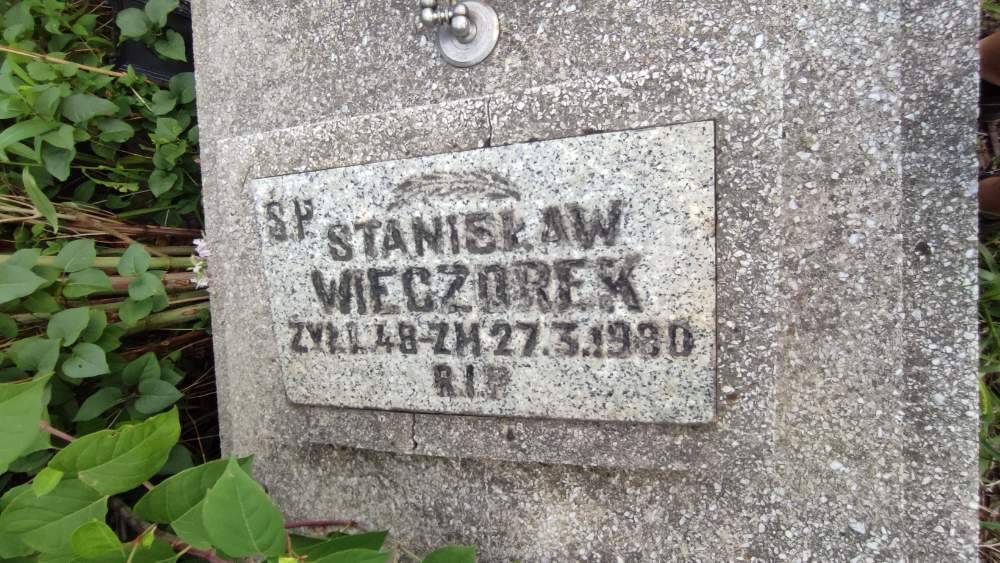 Ś.P.
STANISŁAW
WIECZOREK
ŻYŁ L.48-ZM 27.3.1980
R.I.P.